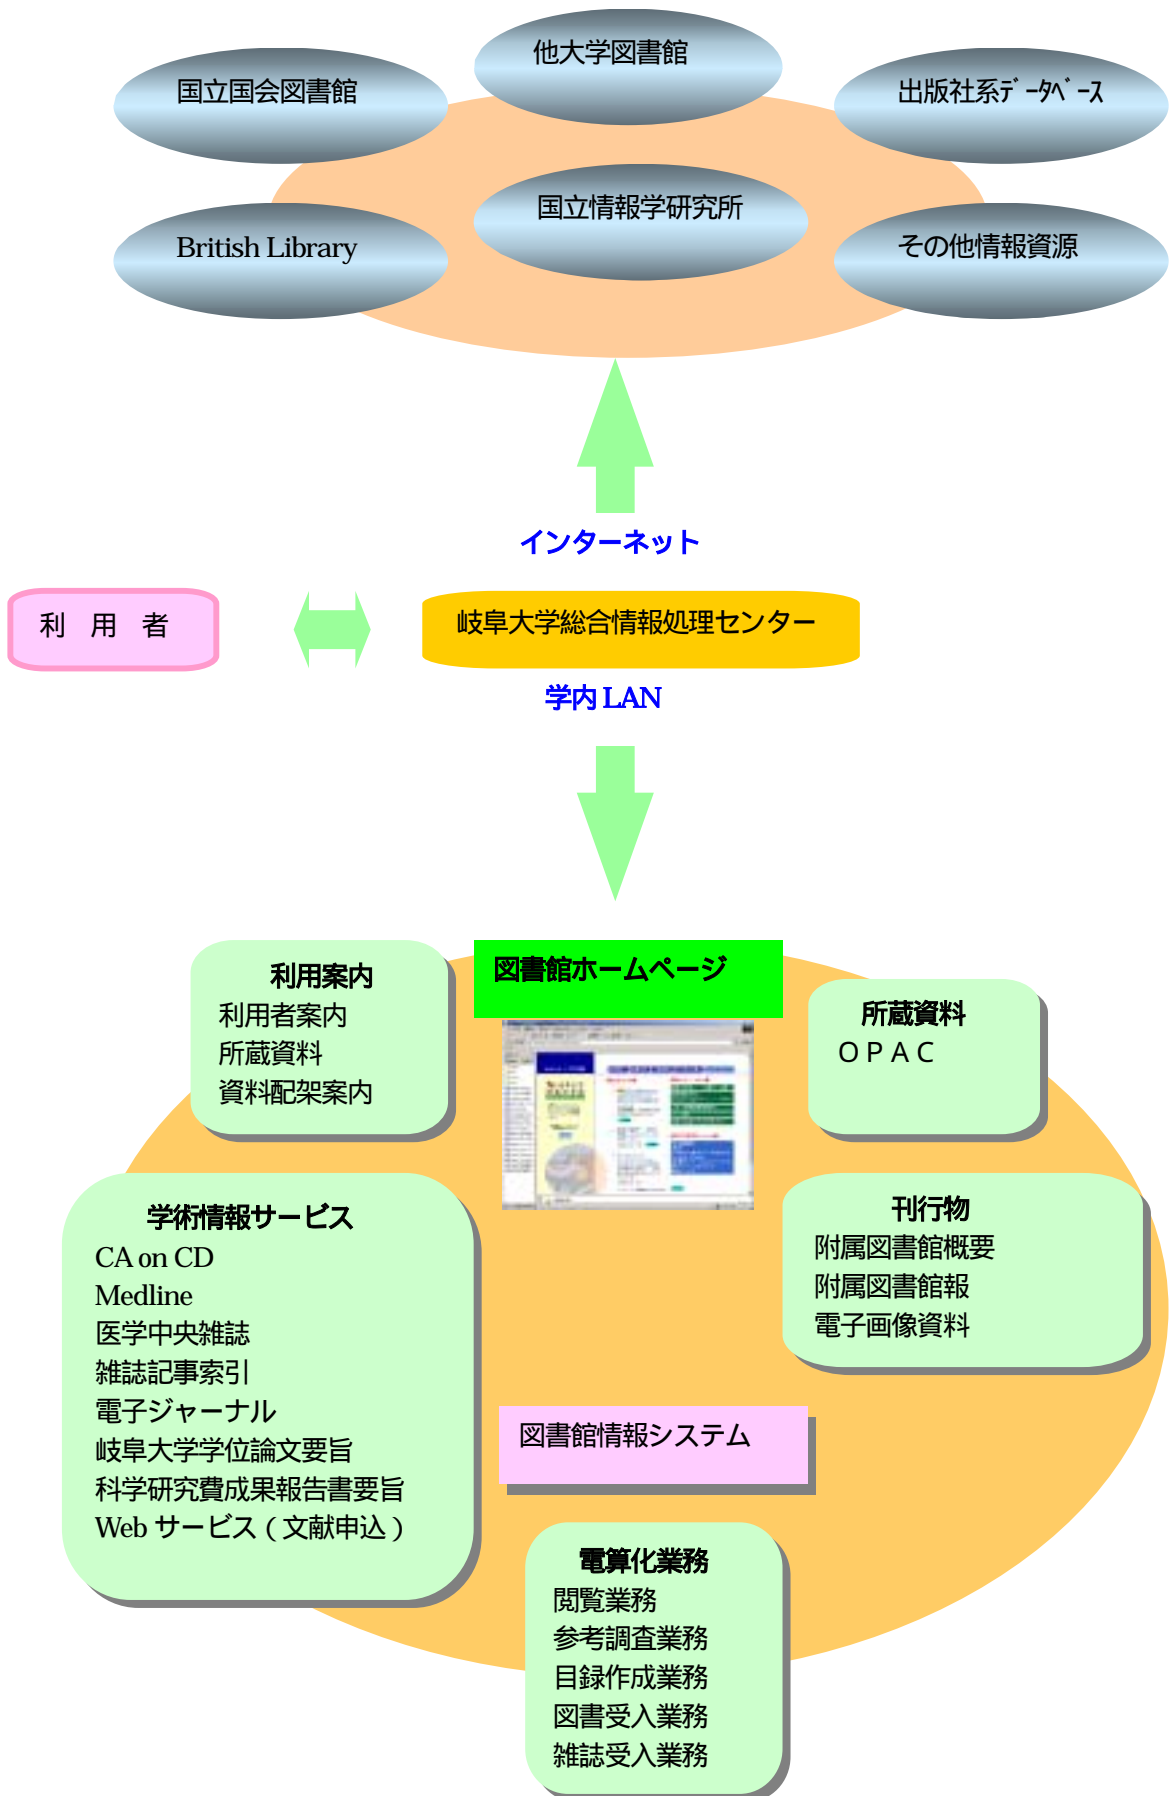 他大学図書館
国立国会図書館
出版社系ﾃﾞｰﾀﾍﾞｰｽ
国立情報学研究所
British Library
その他情報資源
インターネット
利 用 者
岐阜大学総合情報処理センター
学内 LAN
利用案内
利用者案内
所蔵資料
資料配架案内
図書館ホームページ
所蔵資料
ＯＰＡＣ
学術情報サービス
CA on CD
Medline
医学中央雑誌
雑誌記事索引
電子ジャーナル
岐阜大学学位論文要旨
科学研究費成果報告書要旨
Web サービス（文献申込）
刊行物
附属図書館概要
附属図書館報
電子画像資料
図書館情報システム
電算化業務
閲覧業務
参考調査業務
目録作成業務
図書受入業務
雑誌受入業務